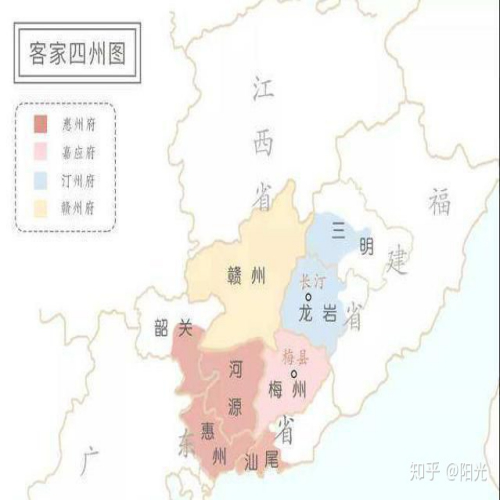 客家四州图
惠州府
嘉应府
汀州府
赣州府
江西省
福建省
三明
赣州
长汀
龙岩
韶关
梅县
河源
梅州
惠州
汕尾
广东省
知乎 @阳光